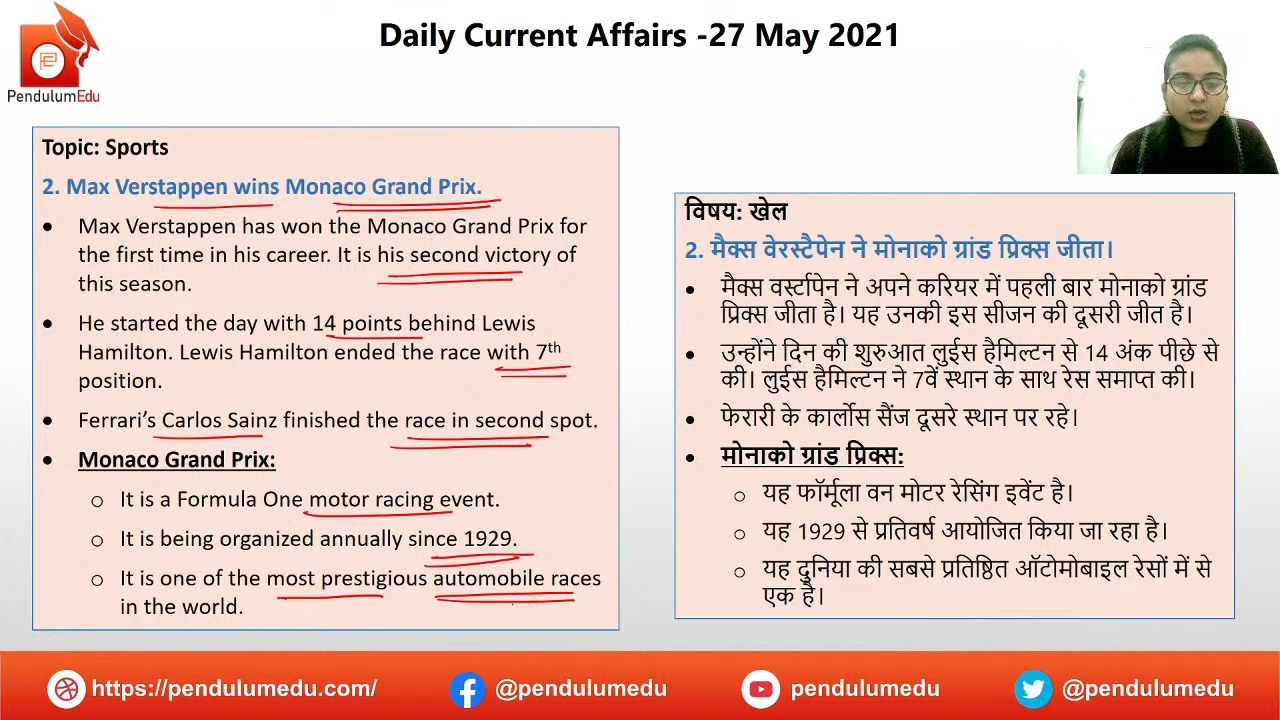 Daily Current Affairs -27 May 2021
PendulumEdu
Topic: Sports
2. Max Verstappen wins Monaco Grand Prix.
• Max Verstappen has won the Monaco Grand Prix for
the first time in his career. It is his second victory of
this season.
• He started the day with 14 points behind Lewis
Hamilton. Lewis Hamilton ended the race with 7th
position.
• Ferrari's Carlos Sainz finished the race in second spot.
• Monaco Grand Prix:
o It is a Formula One motor racing event.
o It is being organized annually since 1929.
o It is one of the most prestigious automobile races
in the world.
विषय: खेल
2. मैक्स वेरस्टैपेन ने मोनाको ग्रांड प्रिक्स जीता।
• मैक्स वर्स्टापेन ने अपने करियर में पहली बार मोनाको ग्रांड
प्रिक्स जीता है। यह उनकी इस सीजन की दूसरी जीत है।
• उन्होंने दिन की शुरुआत लुईस हैमिल्टन से 14 अंक पीछे से
की। लुईस हैमिल्टन ने 7वें स्थान के साथ रेस समाप्त की।
• फेरारी के कार्लोस सैंज दूसरे स्थान पर रहे।
• मोनाको ग्रांड प्रिक्स:
o यह फॉर्मूला वन मोटर रेसिंग इवेंट है।
o यह 1929 से प्रतिवर्ष आयोजित किया जा रहा है।
o यह दुनिया की सबसे प्रतिष्ठित ऑटोमोबाइल रेसों में से
एक है।
https://pendulumedu.com/
@pendulumedu
pendulumedu
@pendulumedu